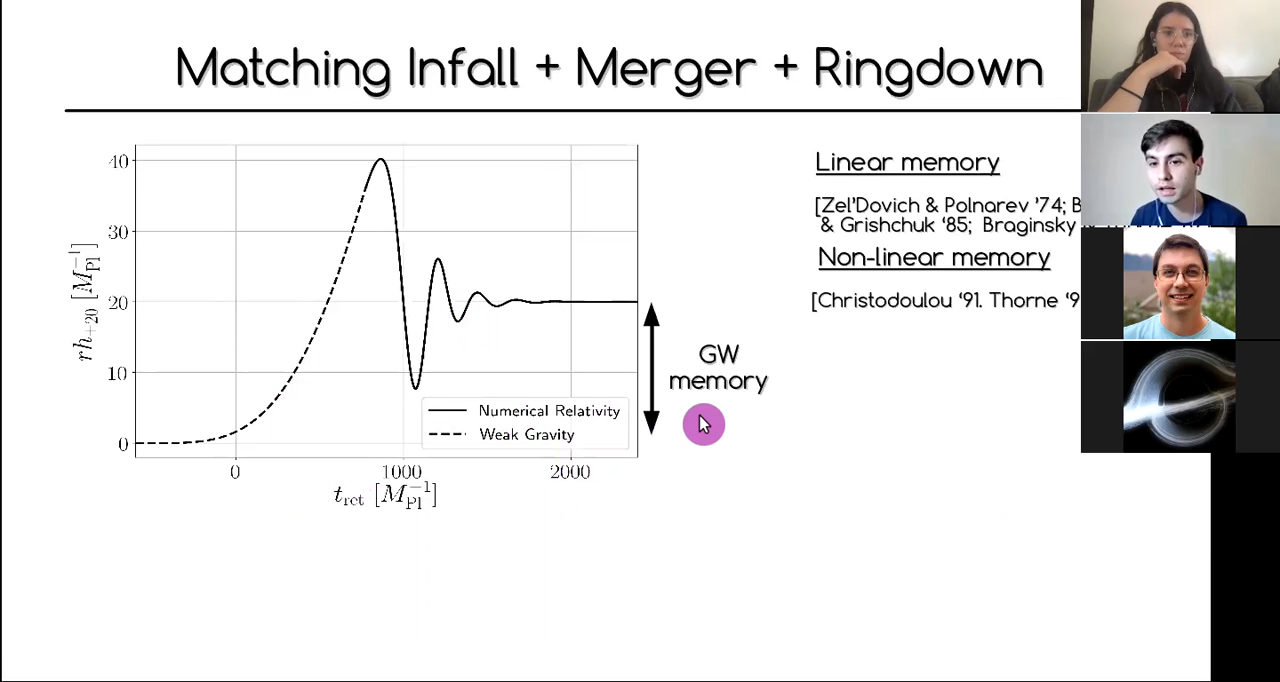 Matching Infall + Merger + Ringdown
40
30
20
10
0
rh₊₂₀ [M_Pl⁻¹]
0 1000 2000
t_ret [M_Pl⁻¹]
Numerical Relativity
Weak Gravity
GW
memory
Linear memory
[Zel'Dovich & Polnarev '74; B
& Grishchuk '85; Braginsky
Non-linear memory
[Christodoulou '91. Thorne '9